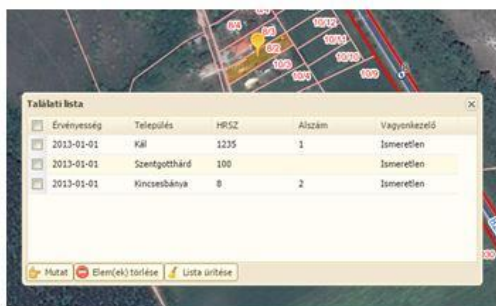 8/4
8/3
8/2
10/12
10/11
10/10
10/9
10/3
10/4
Találati lista
Érvényesség Település HRSZ Alszám Vagyonkezelő
2013-01-01 Kál 1235 1 Ismeretlen
2013-01-01 Szentgotthárd 100 Ismeretlen
2013-01-01 Kincsesbánya 8 2 Ismeretlen
Mutat Elem(ek) törlése Lista ürítése